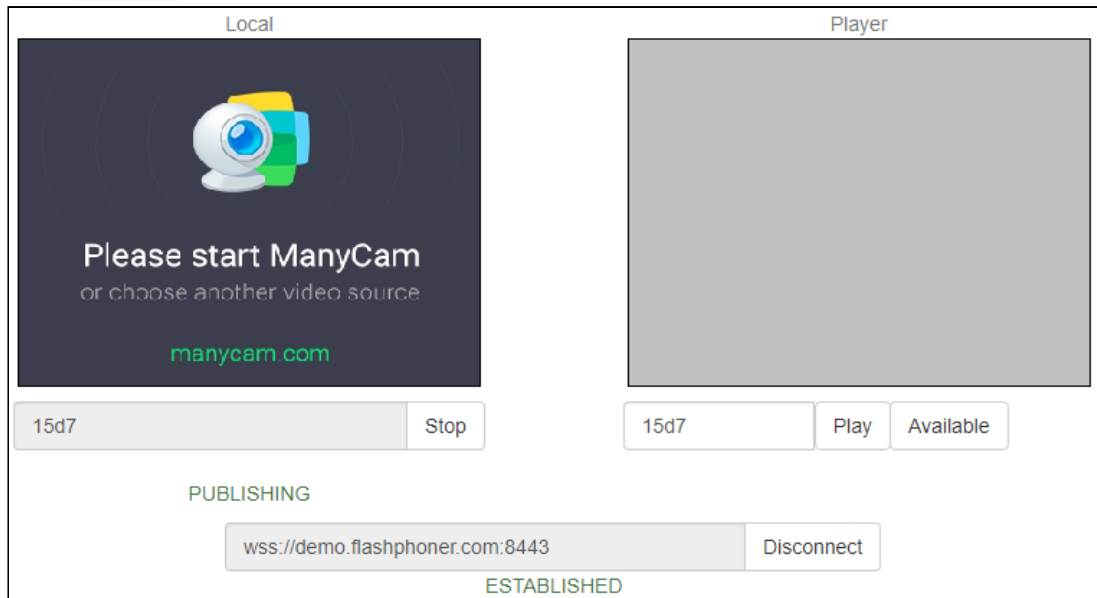 Local
Player
Please start ManyCam
or choose another video source
manycam.com
15d7
Stop
15d7
Play
Available
PUBLISHING
wss://demo.flashphoner.com:8443
Disconnect
ESTABLISHED